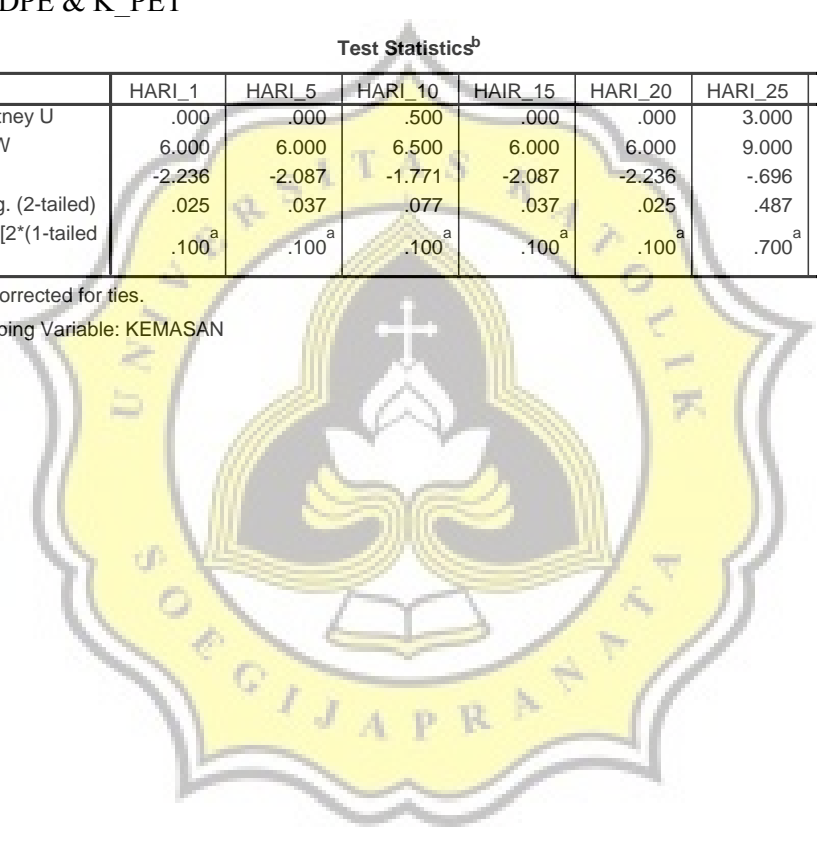 DPE & K_PET
Test Statistics b
HARI_1 HARI_5 HARI_10 HAIR_15 HARI_20 HARI_25
tney U .000 .000 .500 .000 .000 3.000
W 6.000 6.000 6.500 6.000 6.000 9.000
-2.236 -2.087 -1.771 -2.087 -2.236 -.696
g. (2-tailed) .025 .037 .077 .037 .025 .487
[2*(1-tailed .100 a .100 a .100 a .100 a .100 a .700 a
orrected for ties.
ping Variable: KEMASAN
UNIVERSITAS KATOLIK
SOEGIJAPRANATA